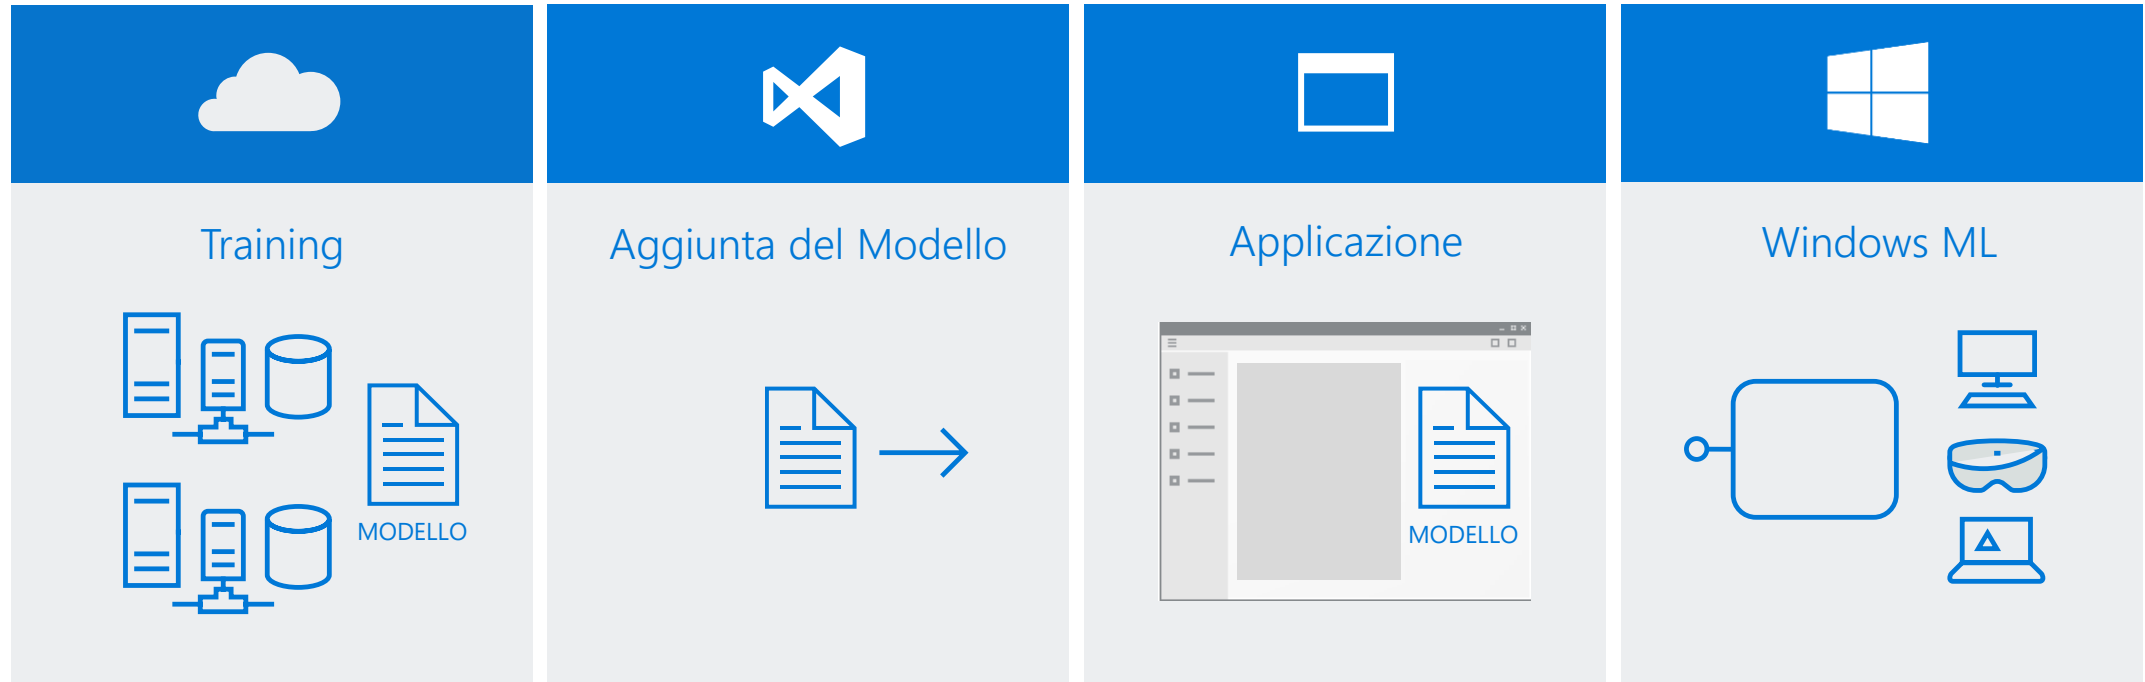 Training
Aggiunta del Modello
Applicazione
Windows ML
MODELLO
MODELLO